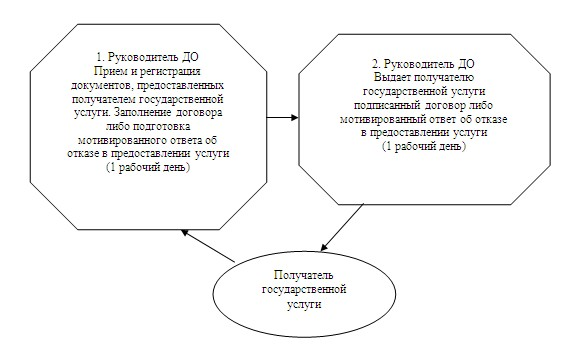 1. Руководитель ДО
Прием и регистрация
документов, предоставленных
получателем государственной
услуги. Заполнение договора
либо подготовка
мотивированного ответа об
отказе в предоставлении услуги
(1 рабочий день)
2. Руководитель ДО
Выдает получателю
государственной услуги
подписанный договор либо
мотивированный ответ об отказе
в предоставлении услуги
(1 рабочий день)
Получатель
государственной
услуги